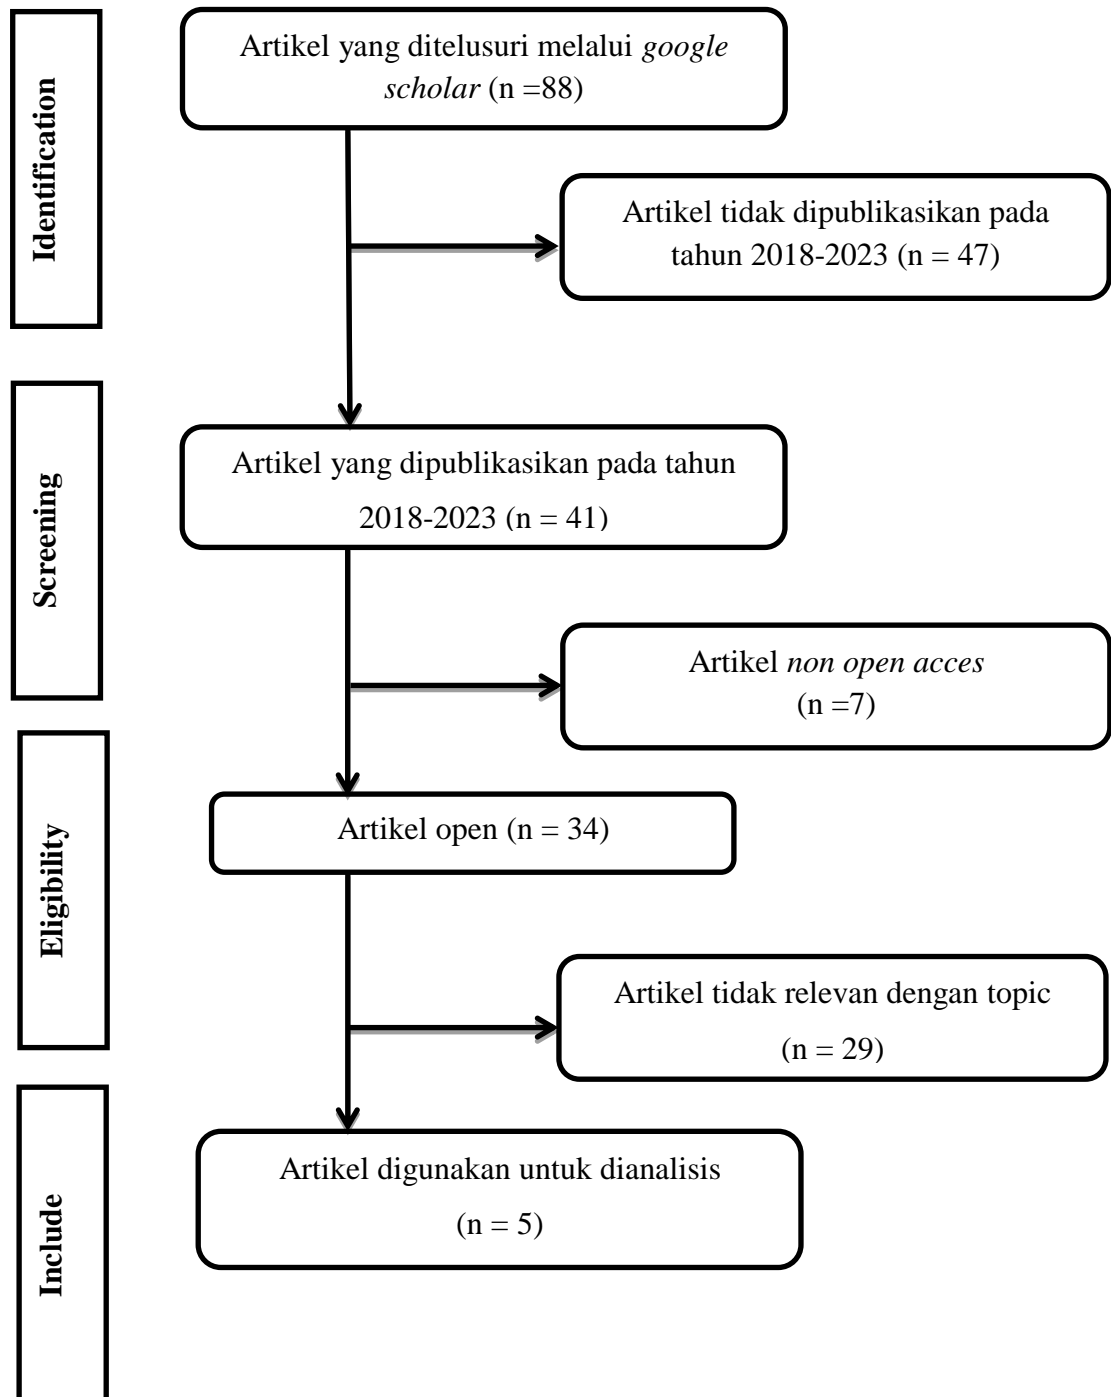 Identification
Artikel yang ditelusuri melalui google
scholar (n =88)
Artikel tidak dipublikasikan pada
tahun 2018-2023 (n = 47)
Screening
Artikel yang dipublikasikan pada tahun
2018-2023 (n = 41)
Artikel non open acces
(n =7)
Eligibility
Artikel open (n = 34)
Artikel tidak relevan dengan topic
(n = 29)
Include
Artikel digunakan untuk dianalisis
(n = 5)